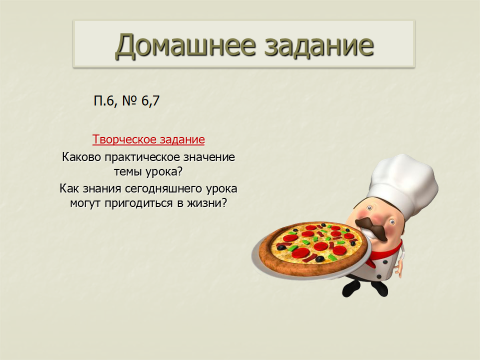 Домашнее задание
П.6, № 6,7
Творческое задание
Каково практическое значение
темы урока?
Как знания сегодняшнего урока
могут пригодиться в жизни?